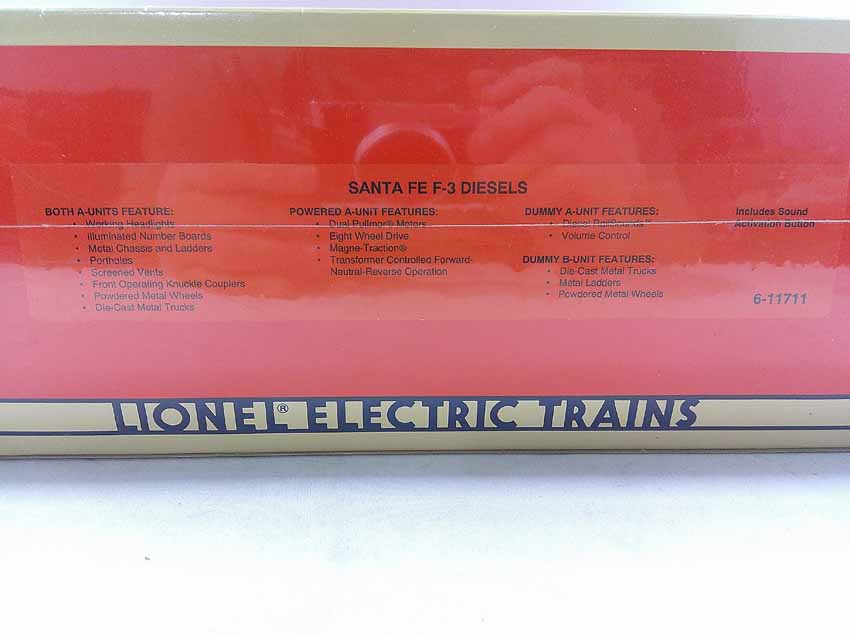 SANTA FE F-3 DIESELS
BOTH A-UNITS FEATURE:
• Working Headlights
• Illuminated Number Boards
• Metal Chassis and Ladders
• Portholes
• Screened Vents
• Front Operating Knuckle Couplers
• Powdered Metal Wheels
• Die-Cast Metal Trucks
POWERED A-UNIT FEATURES:
• Dual Pullmor® Motors
• Eight Wheel Drive
• Magne-Traction®
• Transformer Controlled Forward-
Neutral-Reverse Operation
DUMMY A-UNIT FEATURES:
• Diesel RailSounds™
• Volume Control
DUMMY B-UNIT FEATURES:
• Die-Cast Metal Trucks
• Metal Ladders
• Powdered Metal Wheels
Includes Sound
Activation Button
6-11711
LIONEL® ELECTRIC TRAINS